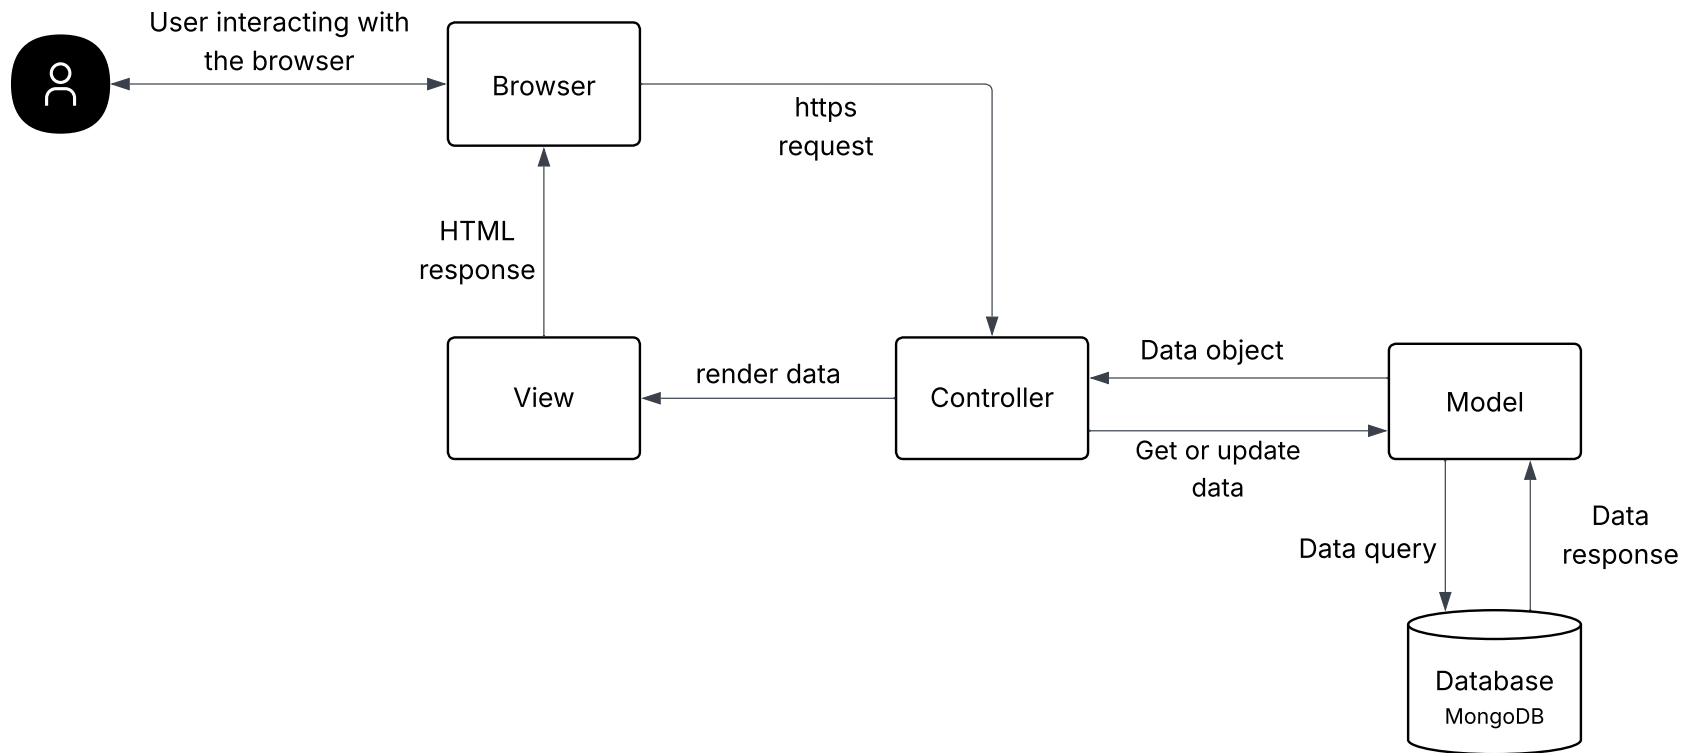 User interacting with
the browser
Browser
https
request
HTML
response
View
render data
Controller
Data object
Get or update
data
Model
Data query
Data
response
Database
MongoDB